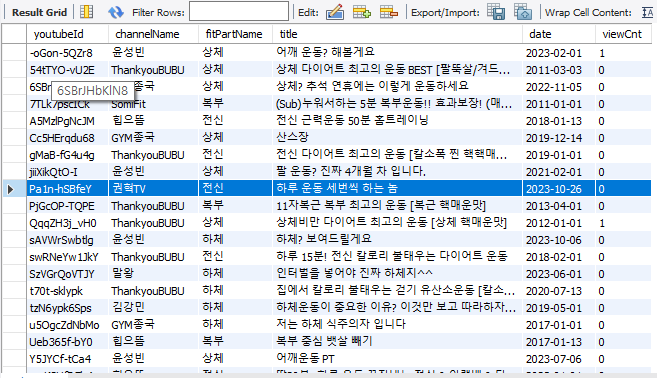 Result Grid Filter Rows: Edit: Export/Import: Wrap Cell Content:
youtubeId channelName fitPartName title date viewCnt
-oGon-5QZr8 윤성빈 상체 어깨 운동? 해볼게요 2023-02-01 1
54tTYO-vU2E ThankyouBUBU 상체 상체 다이어트 최고의 운동 BEST [팔뚝살/겨드... 2011-03-03 0
6SBr 상체 상체? 추석 연휴에는 이렇게 운동하세요 2022-11-05 0
6SBrJHbKlN8
7TLk7psclCk SomiFit 복부 (Sub)누워서하는 5분 복부운동!! 효과보장! (매... 0
A5MzlPgNcJM 힙으뜸 전신 전신 근력운동 50분 홈트레이닝 2018-03-01 0
Cc5HErqdu68 GYM종국 상체 산스장 2019-12-14 0
gMaB-fG4u4g ThankyouBUBU 전신 전신 다이어트 최고의 운동 [칼소폭 찐 핵핵매... 2019-01-01 0
jiiXikQtO-I 윤성빈 상체 팔 운동? 진짜 4개월 차 입니다. 2021-02-01 0
Pa1n-hSBfeY 권혁TV 전신 하루 운동 세번씩 하는 놈 2023-10-26 0
PjGcOP-TQPE ThankyouBUBU 복부 11자복근 복부 최고의 운동 [복근 핵매운맛] 2013-04-01 0
QqqZH3j_vH0 ThankyouBUBU 상체 상체비만 다이어트 최고의 운동 [상체 핵매운맛] 2012-01-01 1
sAVWrSwbtlg 윤성빈 하체 하체? 보여드릴게요 2023-10-06 0
swRNeYw1JkY ThankyouBUBU 전신 하루 15분! 전신 칼로리 불태우는 다이어트 운동 2018-02-01 0
SzVGrQoVTJY 말왕 하체 인터벌을 넣어야 진짜 하체지^^ 2023-06-01 0
t70t-sklypk ThankyouBUBU 하체 집에서 칼로리 불태우는 걷기 유산소운동 [칼소... 2020-07-13 0
tzN6ypk6Sps 김강민 하체 하체운동이 중요한 이유? 이것만 보고 따라하자... 2019-05-01 0
u5OgcZdNbMo GYM종국 하체 저는 하체 식주의자 입니다 2017-01-13 0
Ueb365f-bY0 힙으뜸 복부 복부 중심 뱃살 빼기 2017-01-13 0
Y5JYCf-tCa4 윤성빈 상체 어깨운동 PT 2023-07-06 0